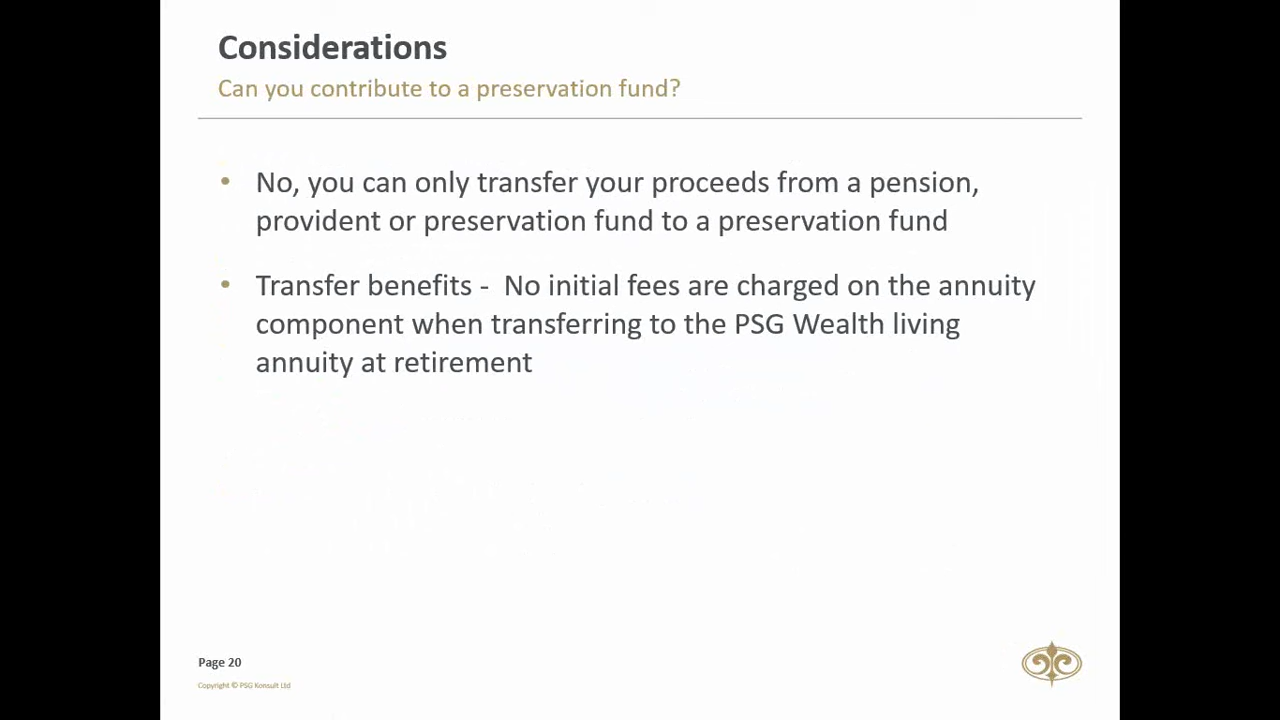 Considerations
Can you contribute to a preservation fund?
• No, you can only transfer your proceeds from a pension,
provident or preservation fund to a preservation fund
• Transfer benefits -  No initial fees are charged on the annuity
component when transferring to the PSG Wealth living
annuity at retirement
Page 20
Copyright © PSG Konsult Ltd